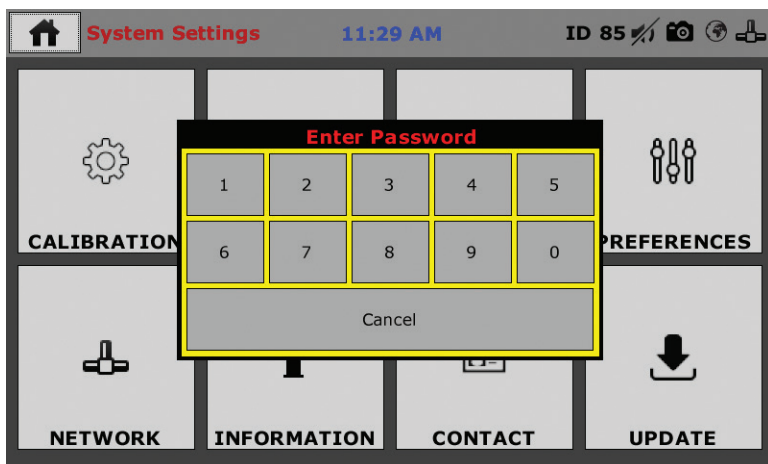 System Settings 11:29 AM ID 85
Enter Password
1 2 3 4 5
CALIBRATION PREFERENCES
6 7 8 9 0
Cancel
NETWORK INFORMATION CONTACT UPDATE